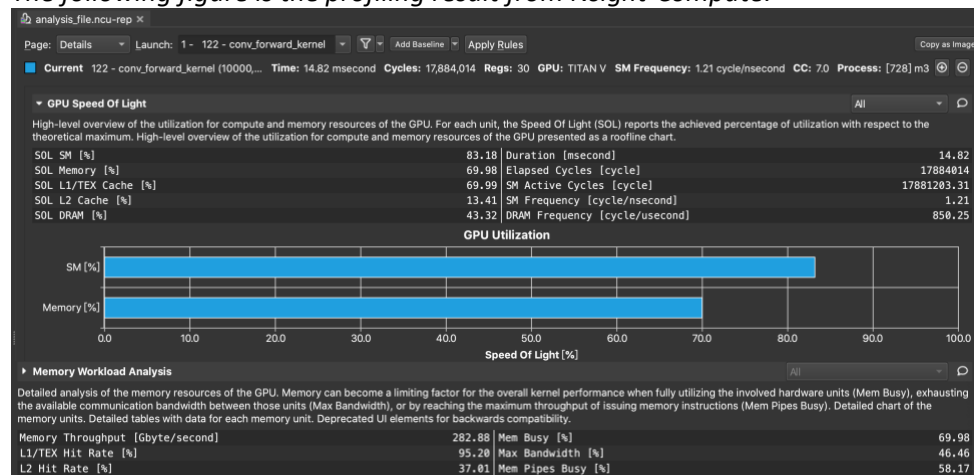 The following figure is the profiling result from Nsight-Compute.
analysis_file.ncu-rep ×
Page: Details Launch: 1 - 122 - conv_forward_kernel Add Baseline Apply Rules Copy as Image
Current 122 - conv_forward_kernel (10000,... Time: 14.82 msecond Cycles: 17,884,014 Regs: 30 GPU: TITAN V SM Frequency: 1.21 cycle/nsecond CC: 7.0 Process: [728] m3
GPU Speed Of Light All
High-level overview of the utilization for compute and memory resources of the GPU. For each unit, the Speed Of Light (SOL) reports the achieved percentage of utilization with respect to the
theoretical maximum. High-level overview of the utilization for compute and memory resources of the GPU presented as a roofline chart.
SOL SM [%] 83.18 Duration [msecond] 14.82
SOL Memory [%] 69.98 Elapsed Cycles [cycle] 17884014
SOL L1/TEX Cache [%] 69.99 SM Active Cycles [cycle] 17881203.31
SOL L2 Cache [%] 13.41 SM Frequency [cycle/nsecond] 1.21
SOL DRAM [%] 43.32 DRAM Frequency [cycle/usecond] 850.25
GPU Utilization
SM [%]
Memory [%]
0.0 10.0 20.0 30.0 40.0 50.0 60.0 70.0 80.0 90.0 100.0
Speed Of Light [%]
Memory Workload Analysis All
Detailed analysis of the memory resources of the GPU. Memory can become a limiting factor for the overall kernel performance when fully utilizing the involved hardware units (Mem Busy), exhausting
the available communication bandwidth between those units (Max Bandwidth), or by reaching the maximum throughput of issuing memory instructions (Mem Pipes Busy). Detailed chart of the
memory units. Detailed tables with data for each memory unit. Deprecated UI elements for backwards compatibility.
Memory Throughput [Gbyte/second] 282.88 Mem Busy [%] 69.98
L1/TEX Hit Rate [%] 95.20 Max Bandwidth [%] 46.46
L2 Hit Rate [%] 37.01 Mem Pipes Busy [%] 58.17